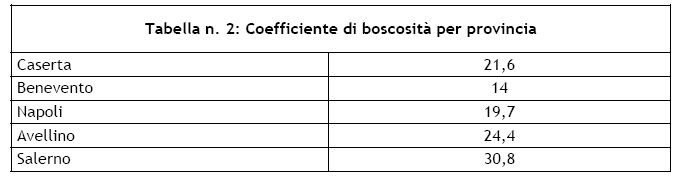 Tabella n. 2: Coefficiente di boscosità per provincia
Caserta 21,6
Benevento 14
Napoli 19,7
Avellino 24,4
Salerno 30,8